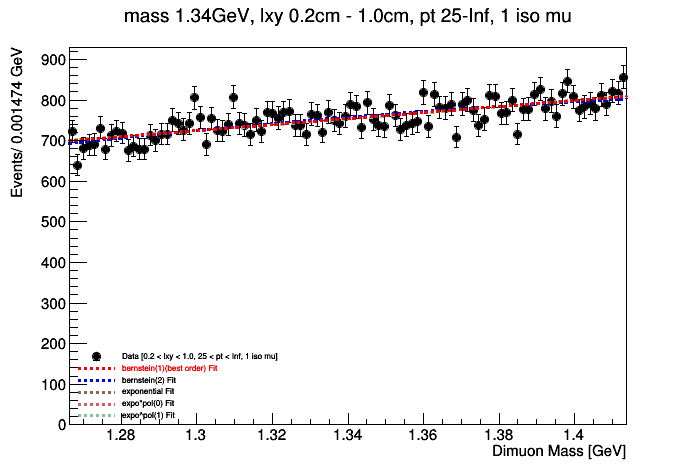 mass 1.34GeV, lxy 0.2cm - 1.0cm, pt 25-Inf, 1 iso mu
Events/ 0.001474 GeV
900
800
700
600
500
400
300
200
100
0
Data [0.2 < lxy < 1.0, 25 < pt < Inf, 1 iso mu]
bernstein(1)(best order) Fit
bernstein(2) Fit
exponential Fit
expo*pol(0) Fit
expo*pol(1) Fit
1.28 1.3 1.32 1.34 1.36 1.38 1.4
Dimuon Mass [GeV]